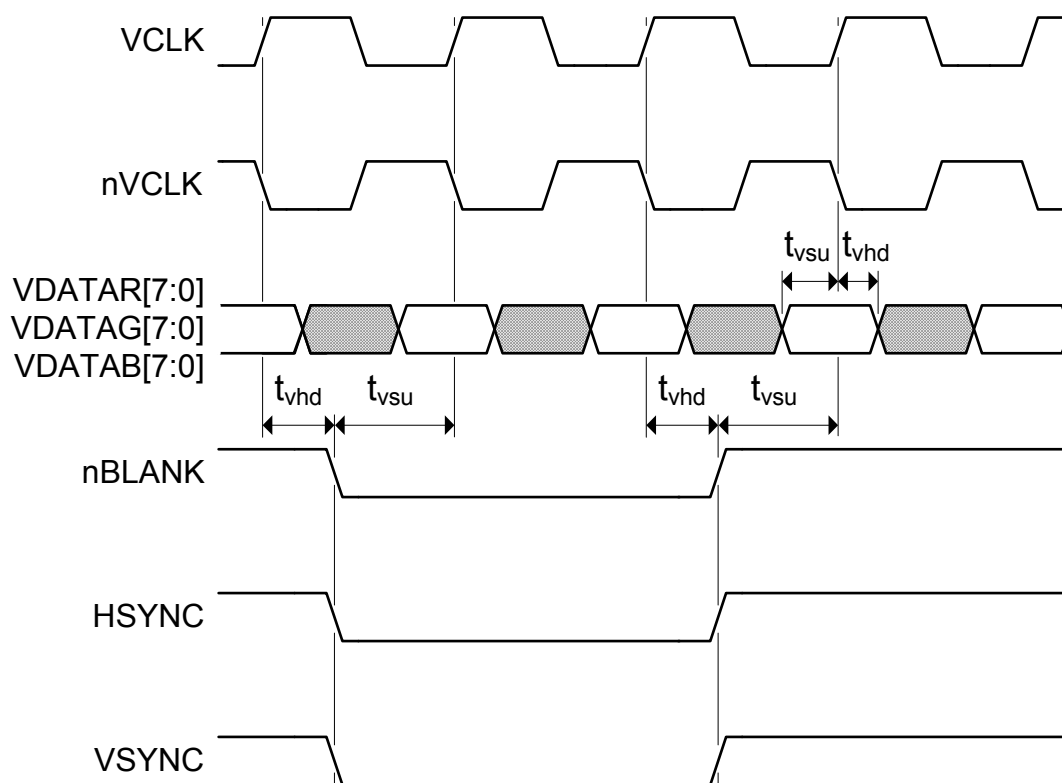 VCLK
nVCLK
tvsu tvhd
VDATAR[7:0]
VDATAG[7:0]
VDATAB[7:0]
tvhd tvsu tvhd tvsu
nBLANK
HSYNC
VSYNC